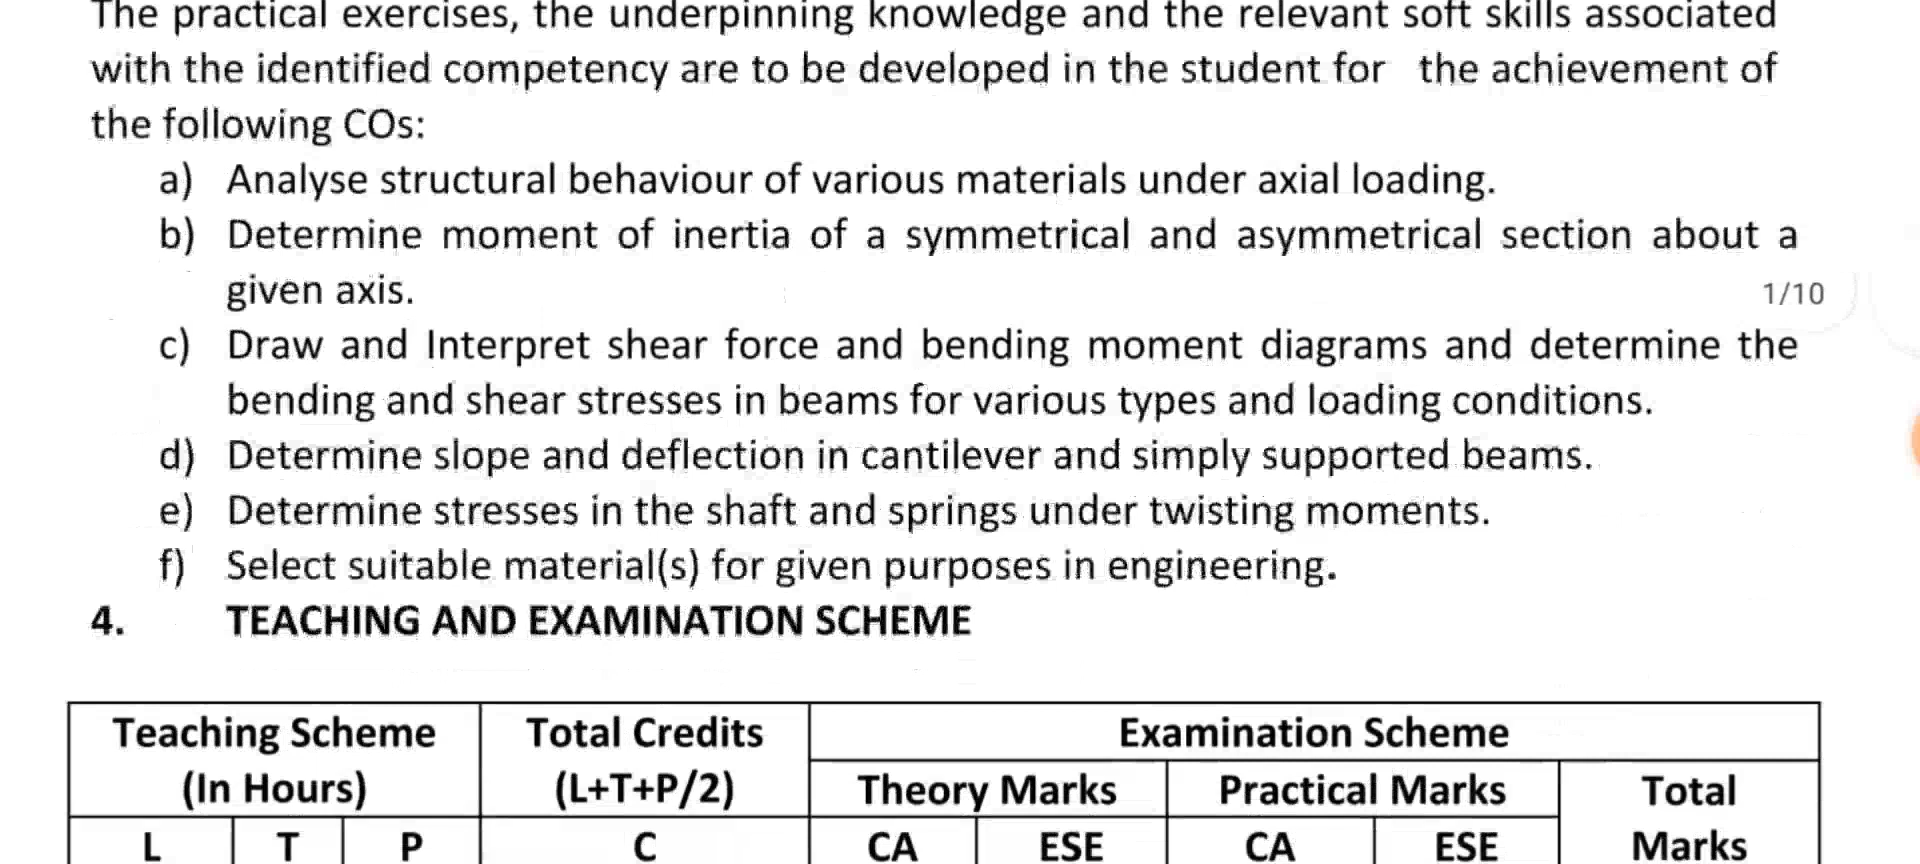 The practical exercises, the underpinning knowledge and the relevant soft skills associated
with the identified competency are to be developed in the student for the achievement of
the following COs:
a) Analyse structural behaviour of various materials under axial loading.
b) Determine moment of inertia of a symmetrical and asymmetrical section about a
given axis.
1/10
c) Draw and Interpret shear force and bending moment diagrams and determine the
bending and shear stresses in beams for various types and loading conditions.
d) Determine slope and deflection in cantilever and simply supported beams.
e) Determine stresses in the shaft and springs under twisting moments.
f) Select suitable material(s) for given purposes in engineering.
4. TEACHING AND EXAMINATION SCHEME
Teaching Scheme Total Credits Examination Scheme
(In Hours) (L+T+P/2) Theory Marks Practical Marks Total
L T P C CA ESE CA ESE Marks